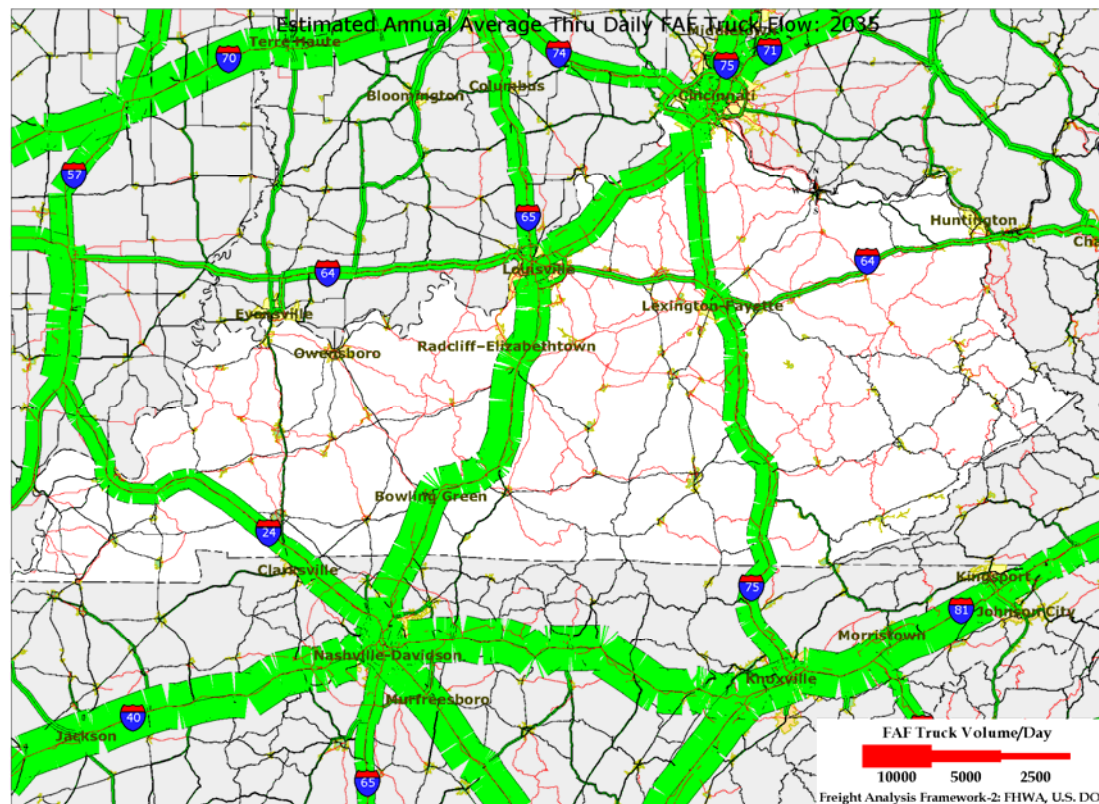 Estimated Annual Average Thru Daily FAF Truck Flow: 2035
Middletown
Terre Haute
70
74
75
71
Columbus
Bloomington
Cincinnati
57
65
Huntington
Cha
64
Louisville
64
Lexington-Fayette
Evansville
Radcliff-Elizabethtown
Owensboro
Bowling Green
24
Clarksville
Kingsport
75
81
Johnson City
Morristown
Nashville-Davidson
Knoxville
Murfreesboro
40
Jackson
65
FAF Truck Volume/Day
10000 5000 2500
Freight Analysis Framework-2: FHWA, U.S. DO